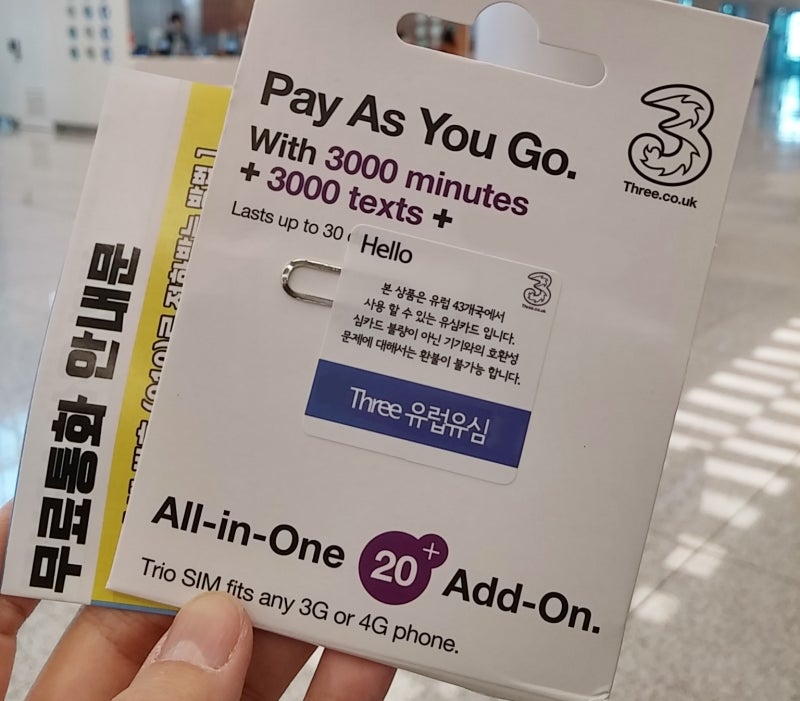 Pay As You Go.
With 3000 minutes
+ 3000 texts +
Lasts up to 30
3
Three.co.uk
Hello
3
Three.co.uk
본 상품은 유럽 43개국에서
사용 할 수 있는 유심카드 입니다.
심카드 불량이 아닌 기기와의 호환성
문제에 대해서는 환불이 불가능 합니다.
Three 유럽유심
All-in-One 20+ Add-On.
Trio SIM fits any 3G or 4G phone.
무료통화 안내문